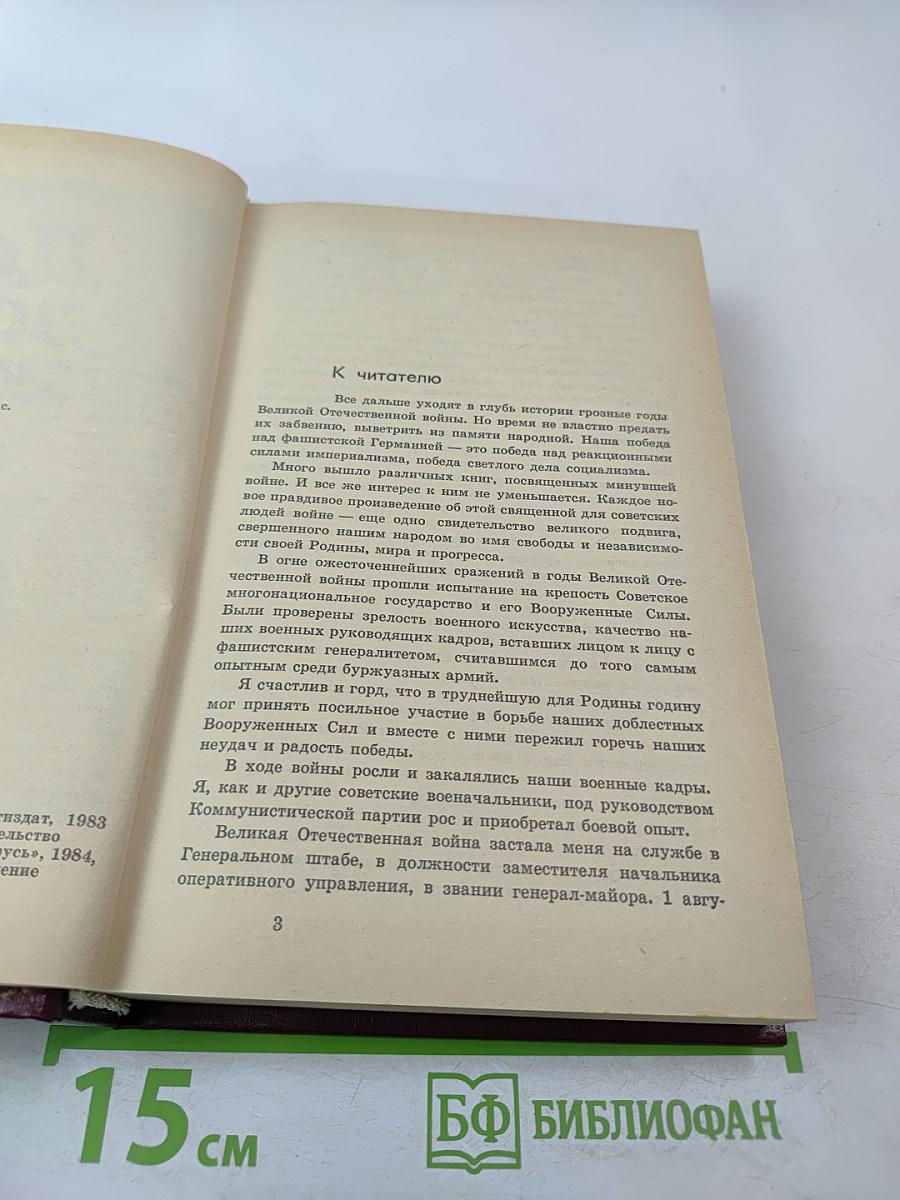 с.
тиздат, 1983
ельство
русь», 1984,
ение
К читателю
Все дальше уходят в глубь истории грозные годы
Великой Отечественной войны. Но время не властно предать
их забвению, выветрить из памяти народной. Наша победа
над фашистской Германией — это победа над реакционными
силами империализма, победа светлого дела социализма.
Много вышло различных книг, посвященных минувшей
войне. И все же интерес к ним не уменьшается. Каждое но-
вое правдивое произведение об этой священной для советских
людей войне — еще одно свидетельство великого подвига,
свершенного нашим народом во имя свободы и независимо-
сти своей Родины, мира и прогресса.
В огне ожесточеннейших сражений в годы Великой Оте-
чественной войны прошли испытание на крепость Советское
многонациональное государство и его Вооруженные Силы.
Были проверены зрелость военного искусства, качество на-
ших военных руководящих кадров, вставших лицом к лицу с
фашистским генералитетом, считавшимся до того самым
опытным среди буржуазных армий.
Я счастлив и горд, что в труднейшую для Родины годину
мог принять посильное участие в борьбе наших доблестных
Вооруженных Сил и вместе с ними пережил горечь наших
неудач и радость победы.
В ходе войны росли и закалялись наши военные кадры.
Я, как и другие советские военачальники, под руководством
Коммунистической партии рос и приобретал боевой опыт.
Великая Отечественная война застала меня на службе в
Генеральном штабе, в должности заместителя начальника
оперативного управления, в звании генерал-майора. 1 авгу-
3
15 см
БФ БИБЛИОФАН